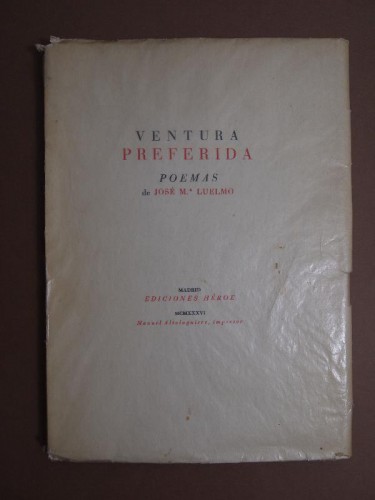 VENTURA
PREFERIDA
POEMAS
de JOSÉ M.ª LUELMO
MADRID
EDICIONES HÉROE
MCMXXXVI
Manuel Altolaguirre, impresor